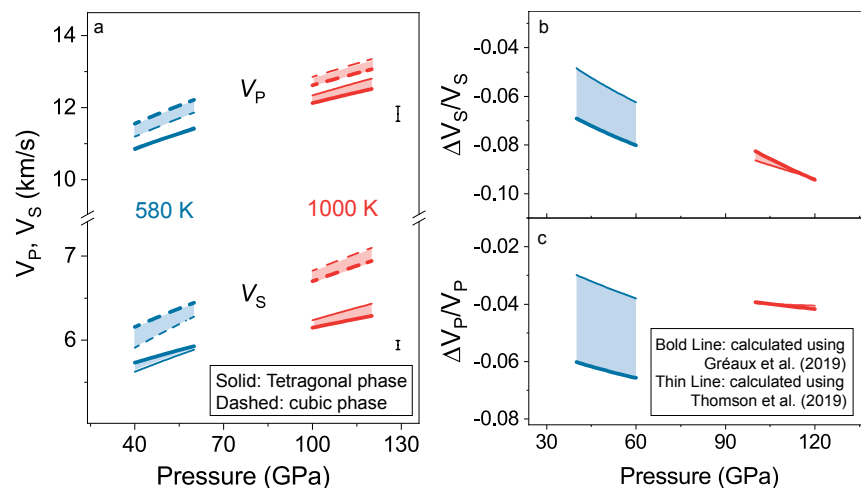 a
14
12
10
7
6
V_P, V_S (km/s)
V_P
580 K
1000 K
V_S
Solid: Tetragonal phase
Dashed: cubic phase
40
70
100
130
Pressure (GPa)
b
-0.04
-0.06
-0.08
-0.10
ΔV_S/V_S
c
-0.02
-0.04
-0.06
-0.08
ΔV_P/V_P
Bold Line: calculated using
Gréaux et al. (2019)
Thin Line: calculated using
Thomson et al. (2019)
30
60
90
120
Pressure (GPa)